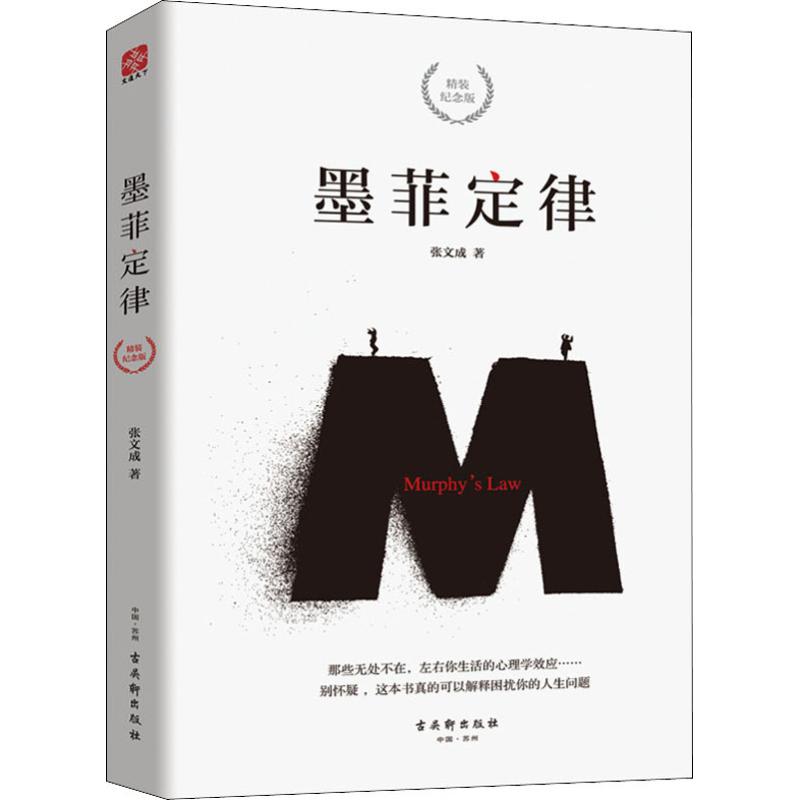 文通天下
墨菲定律
精装
纪念版
张文成 著
中国·苏州
古吴轩出版社
精装
纪念版
墨菲定律
张文成 著
Murphy's Law
那些无处不在，左右你生活的心理学效应……
别怀疑，这本书真的可以解释困扰你的人生问题
古吴轩出版社
中国·苏州